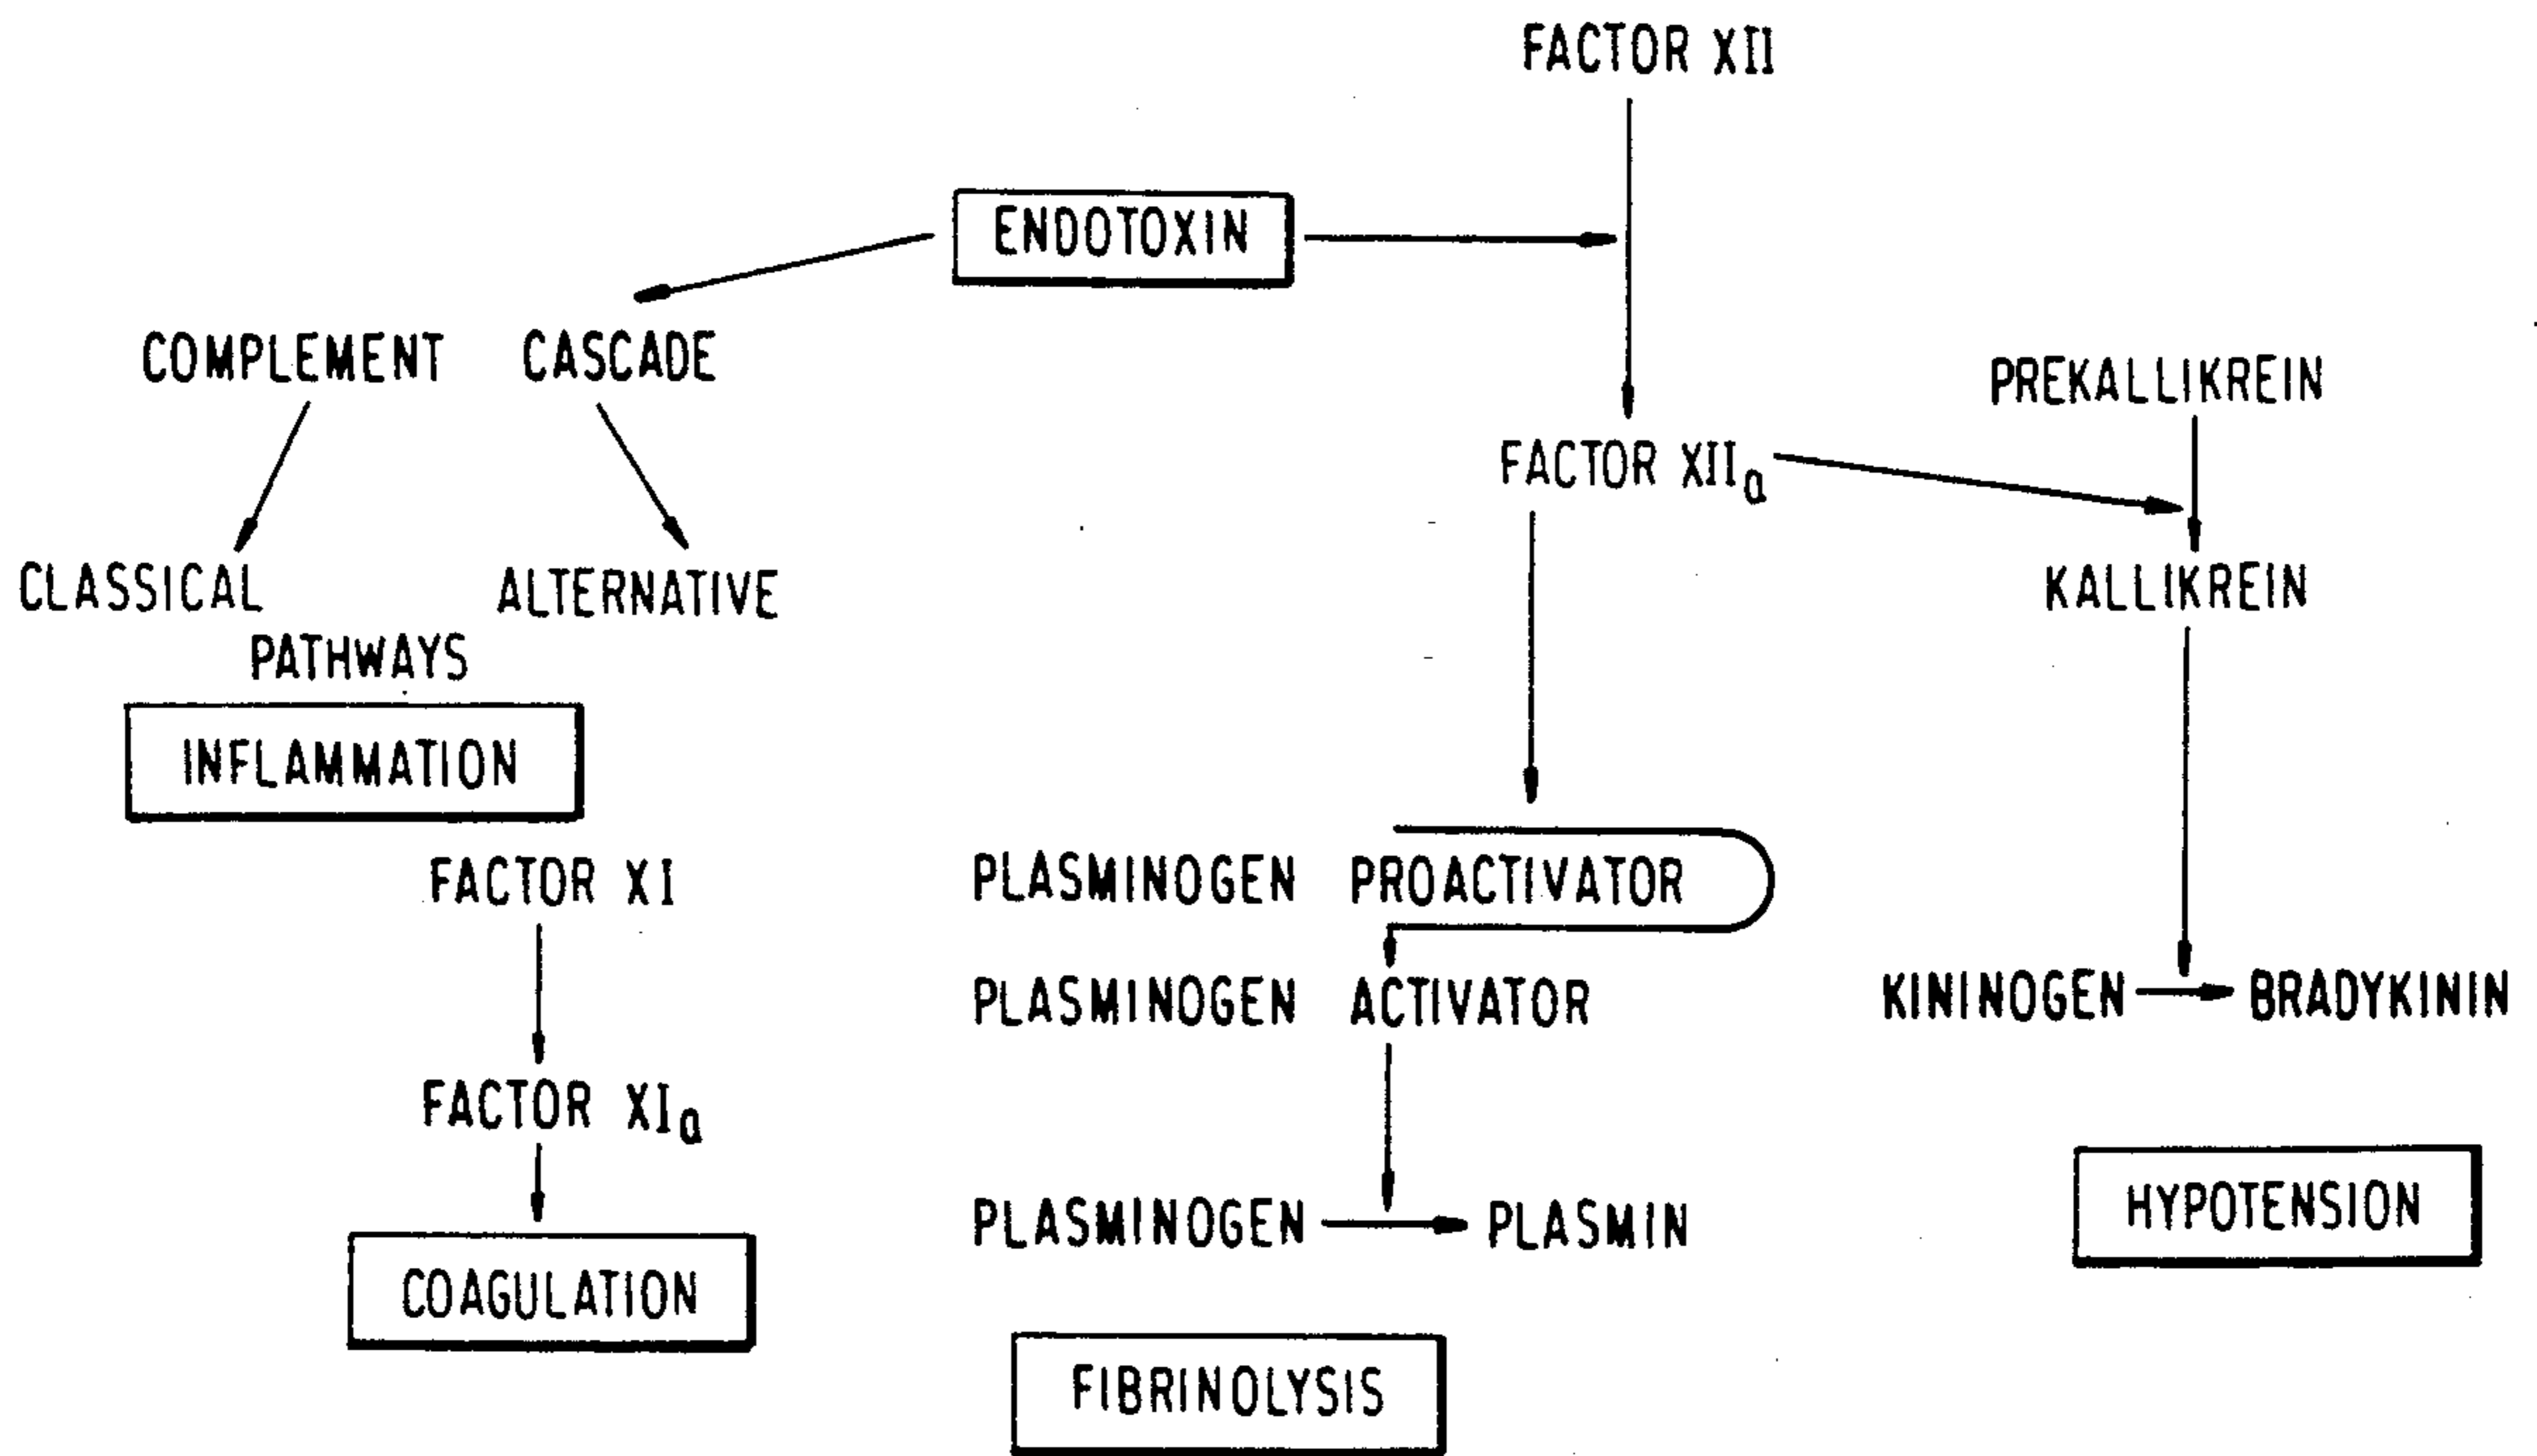 FACTOR XII
ENDOTOXIN
COMPLEMENT CASCADE
PREKALLIKREIN
FACTOR XIIa
CLASSICAL ALTERNATIVE
KALLIKREIN
PATHWAYS
INFLAMMATION
FACTOR XI
PLASMINOGEN PROACTIVATOR
PLASMINOGEN ACTIVATOR
KININOGEN BRADYKININ
FACTOR XIa
PLASMINOGEN PLASMIN
HYPOTENSION
COAGULATION
FIBRINOLYSIS